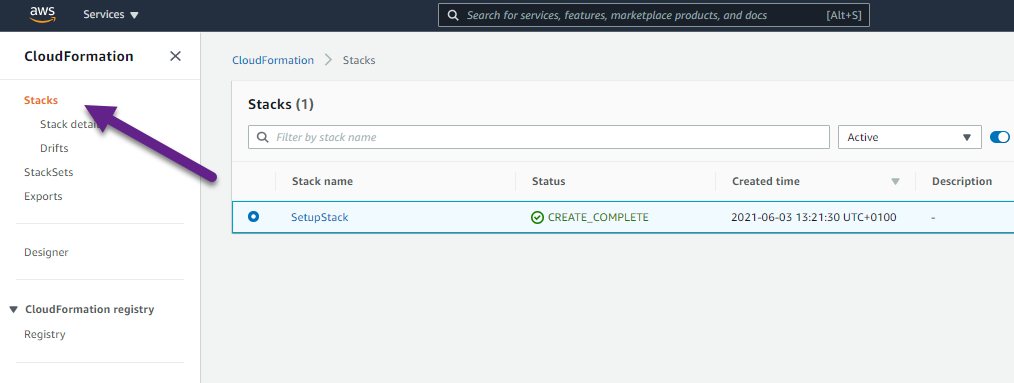 aws Services Search for services, features, marketplace products, and docs [Alt+S]
CloudFormation
Stacks
Stack
Drifts
StackSets
Exports
Designer
CloudFormation registry
Registry
CloudFormation Stacks
Stacks (1)
Filter by stack name Active
Stack name Status Created time Description
SetupStack CREATE_COMPLETE 2021-06-03 13:21:30 UTC+0100 -